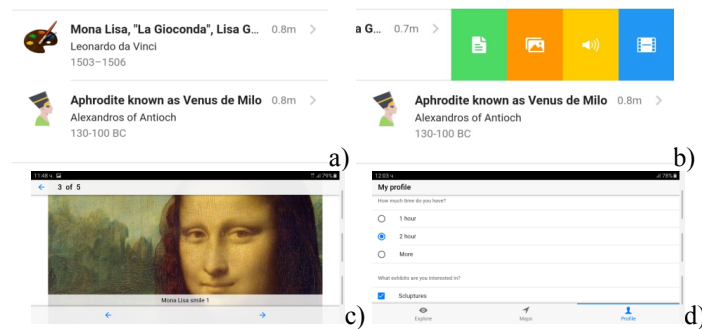 Mona Lisa, "La Gioconda", Lisa G... 0.8m
Leonardo da Vinci
1503–1506
Aphrodite known as Venus de Milo 0.8m
Alexandros of Antioch
130-100 BC
a)
a G... 0.7m
Aphrodite known as Venus de Milo 0.8m
Alexandros of Antioch
130-100 BC
b)
11:48 79%
3 of 5
Mona Lisa smile 1
c)
12:03 78%
My profile
How much time do you have?
1 hour
2 hour
More
What exhibits are you interested in?
Scluptures
Explore Maps Profile
d)